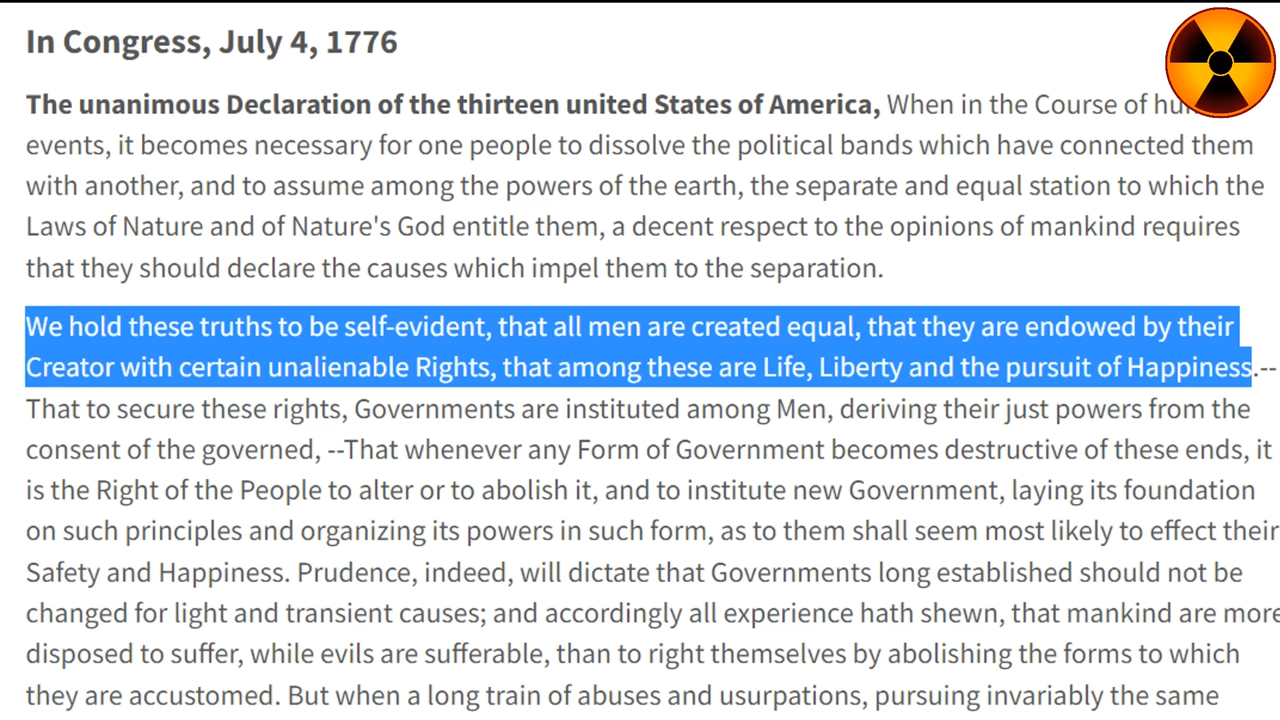 In Congress, July 4, 1776
The unanimous Declaration of the thirteen united States of America, When in the Course of
events, it becomes necessary for one people to dissolve the political bands which have connected them
with another, and to assume among the powers of the earth, the separate and equal station to which the
Laws of Nature and of Nature's God entitle them, a decent respect to the opinions of mankind requires
that they should declare the causes which impel them to the separation.
We hold these truths to be self-evident, that all men are created equal, that they are endowed by their
Creator with certain unalienable Rights, that among these are Life, Liberty and the pursuit of Happiness.--
That to secure these rights, Governments are instituted among Men, deriving their just powers from the
consent of the governed, --That whenever any Form of Government becomes destructive of these ends, it
is the Right of the People to alter or to abolish it, and to institute new Government, laying its foundation
on such principles and organizing its powers in such form, as to them shall seem most likely to effect their
Safety and Happiness. Prudence, indeed, will dictate that Governments long established should not be
changed for light and transient causes; and accordingly all experience hath shewn, that mankind are more
disposed to suffer, while evils are sufferable, than to right themselves by abolishing the forms to which
they are accustomed. But when a long train of abuses and usurpations, pursuing invariably the same